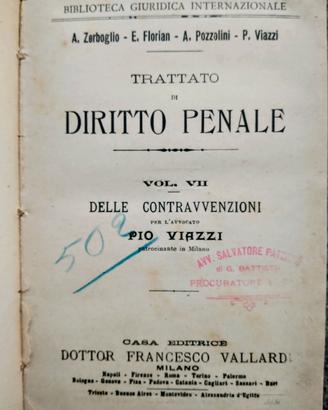 BIBLIOTECA GIURIDICA INTERNAZIONALE
A. Zerboglio - E. Florian - A. Pozzolini - P. Viazzi
TRATTATO
DI
DIRITTO PENALE
VOL. VII
DELLE CONTRAVVENZIONI
PER L'AVVOCATO
PIO VIAZZI
patrocinante in Milano
502
AVV. SALVATORE
di G. BATTISTA
PROCURATORE
CASA EDITRICE
DOTTOR FRANCESCO VALLARDI
MILANO
Napoli - Firenze - Roma - Torino - Palermo
Bologna - Genova - Pisa - Padova - Catania - Cagliari - Sassari - Bari
Trieste - Buenos Aires - Montevideo - Alessandria d'Egitto